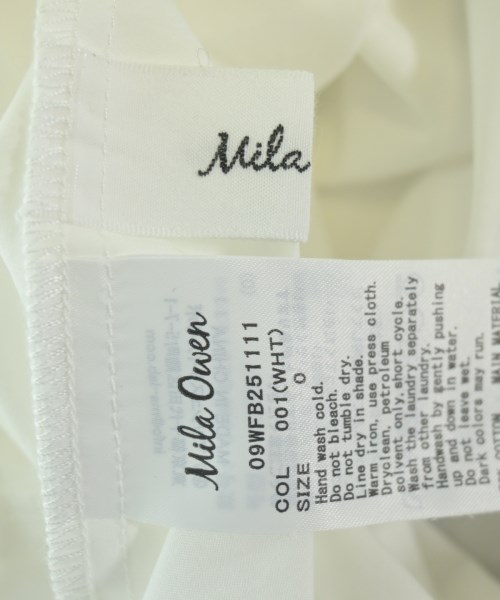 Mila
Mila Owen
09WFB251111
COL 001(WHT)
SIZE 0
Hand wash cold.
Do not bleach.
Do not tumble dry.
Line dry in shade.
Warm iron, use press cloth.
Dryclean, petroleum
solvent only, short cycle.
Wash the laundry separately
from other laundry.
Handwash by gently pushing
up and down in water.
Do not leave wet.
Dark colors may run.
COTTON MAIN MATERIAL